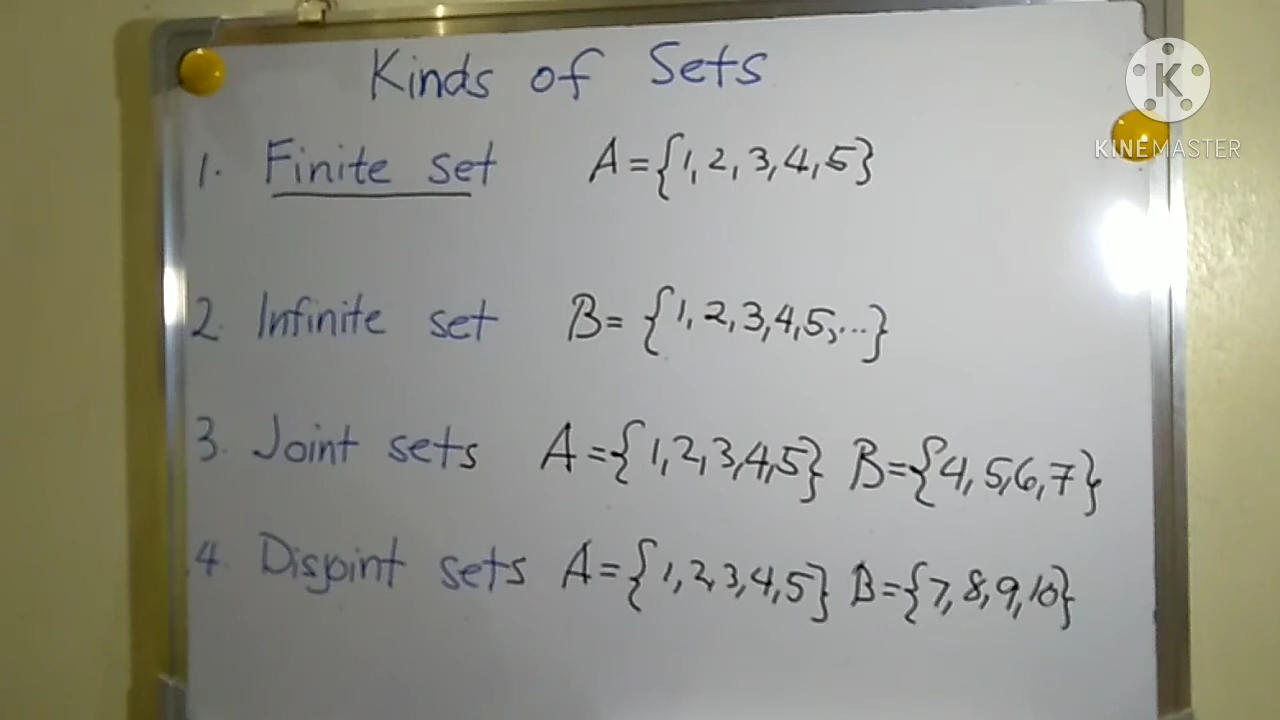 Kinds of Sets
1. Finite set A={1,2,3,4,5}
2. Infinite set B={1,2,3,4,5,...}
3. Joint sets A={1,2,3,4,5} B={4,5,6,7}
4. Disjoint sets A={1,2,3,4,5} B={7,8,9,10}
K
KINEMASTER